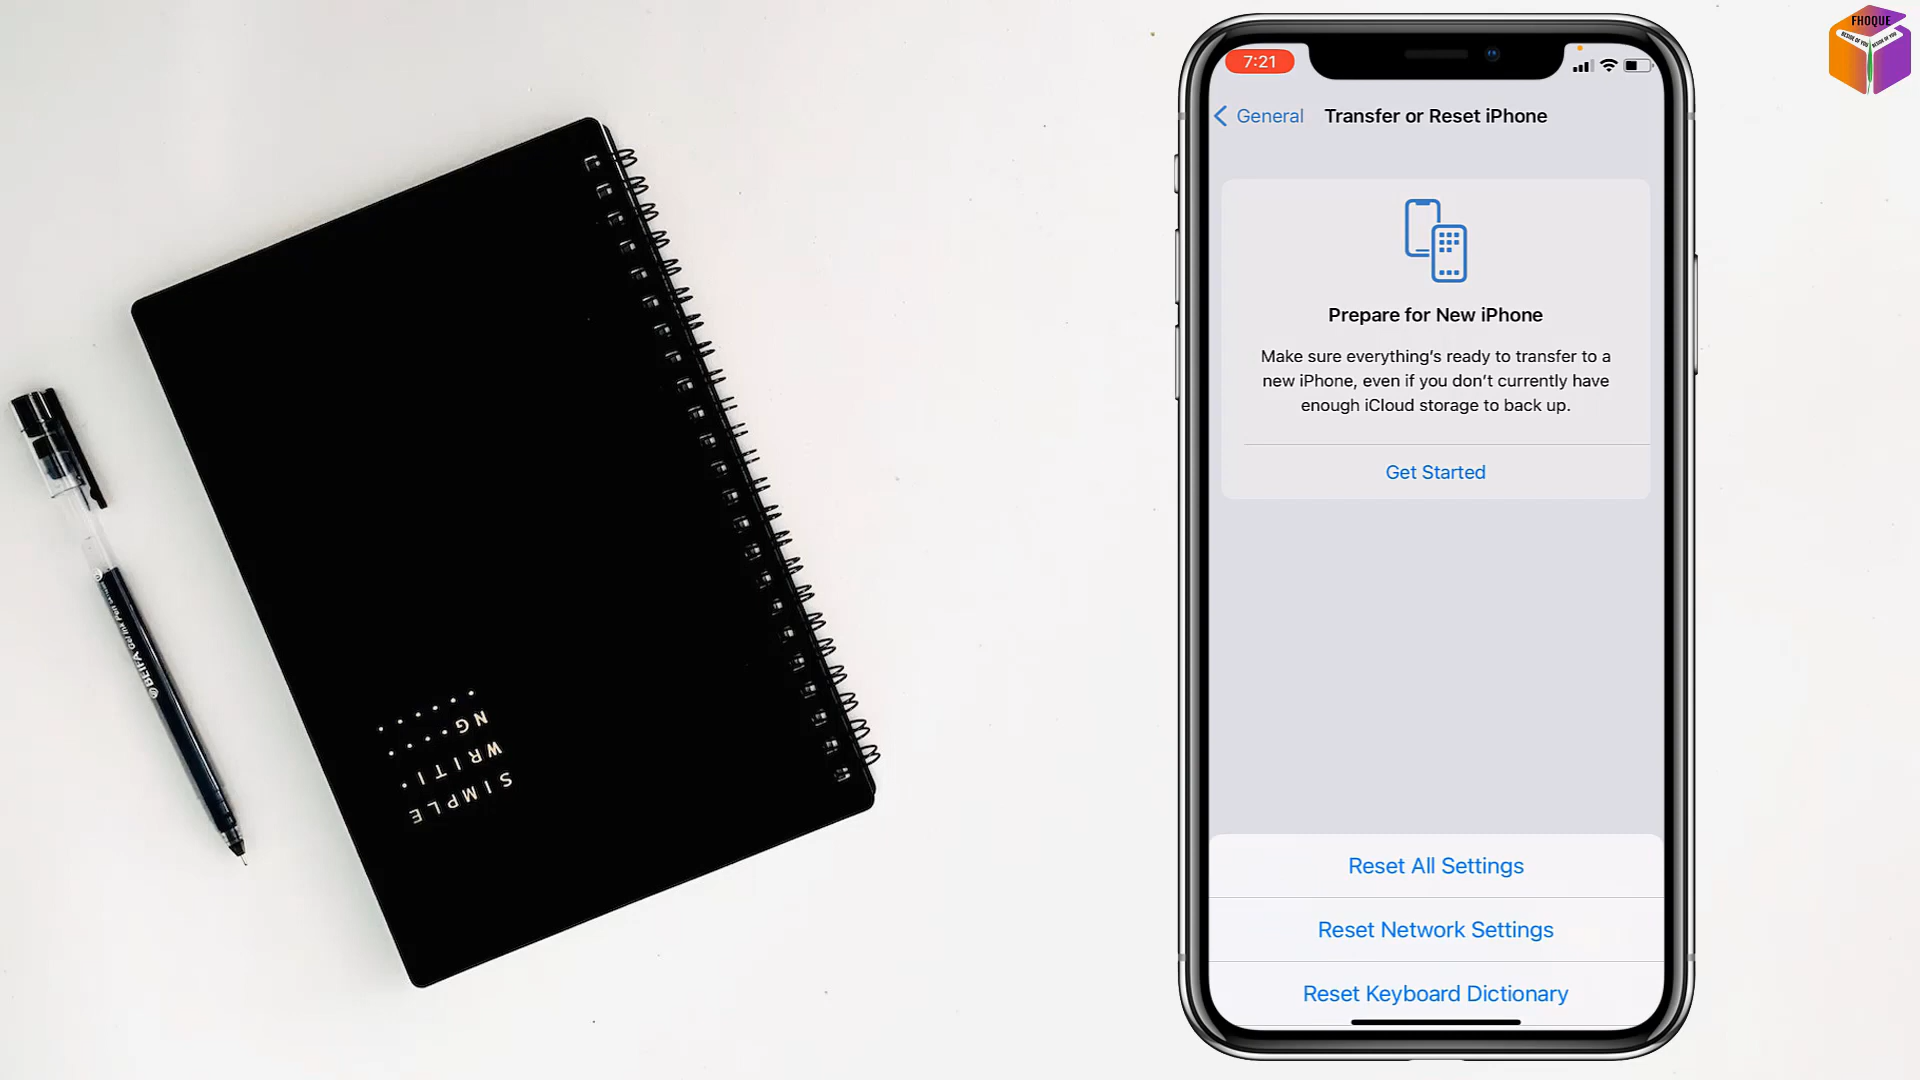 FHOQUE
7:21
General
Transfer or Reset iPhone
Prepare for New iPhone
Make sure everything's ready to transfer to a
new iPhone, even if you don't currently have
enough iCloud storage to back up.
Get Started
Reset All Settings
Reset Network Settings
Reset Keyboard Dictionary
SIMPLE
WRITI
NG